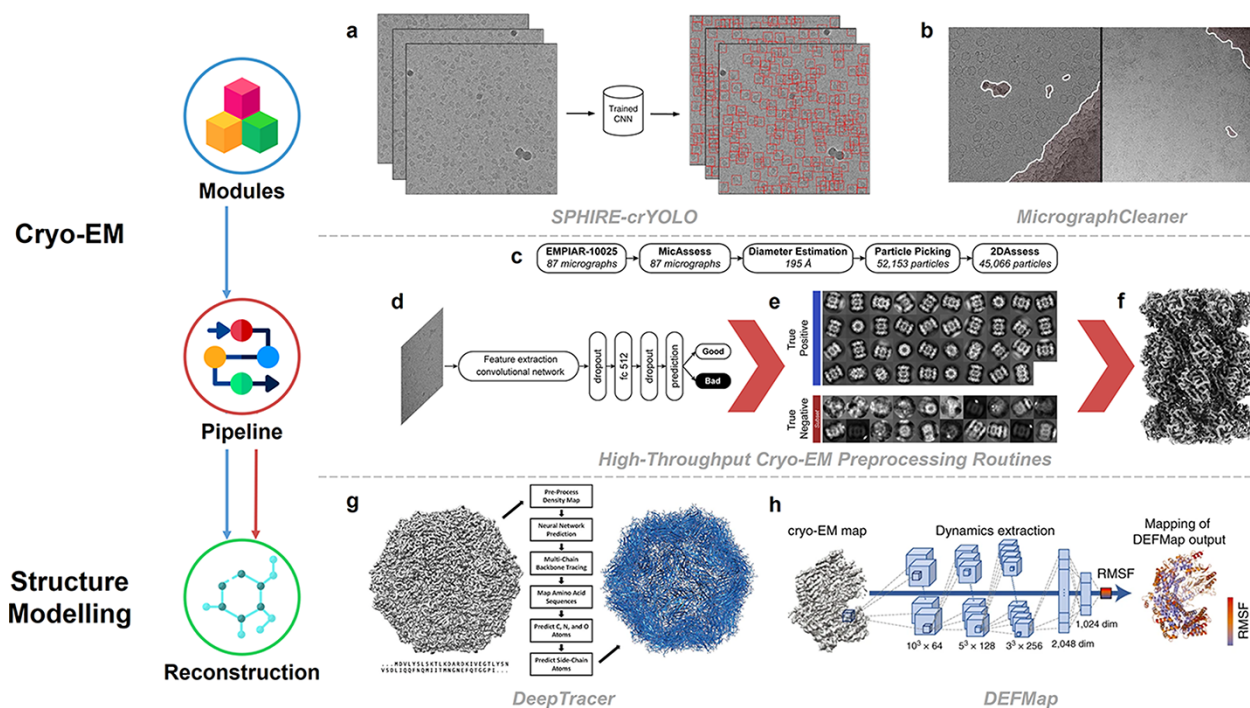 Modules
Cryo-EM
Pipeline
Structure
Modelling
Reconstruction
a
Trained
CNN
SPHIRE-crYOLO
b
MicrographCleaner
c
EMPIAR-10025
87 micrographs
MicAssess
87 micrographs
Diameter Estimation
195 Å
Particle Picking
52,153 particles
2DAssess
45,066 particles
d
Feature extraction
convolutional network
dropout
fc 512
dropout
prediction
Good
Bad
e
True
Positive
True
Negative
f
High-Throughput Cryo-EM Preprocessing Routines
g
...MDVLYSLSKTLKDARDKIVEGTLYSN
VSDLIQQFNQMIITMNGNEFQTGGPI...
Pre-Process
Density Map
Neural Network
Prediction
Multi-Chain
Backbone Tracing
Map Amino Acid
Sequences
Predict C, N, and O
Atoms
Predict Side-Chain
Atoms
DeepTracer
h
cryo-EM map
Dynamics extraction
Mapping of
DEFMap output
RMSF
10³ × 64
5³ × 128
3³ × 256
2,048 dim
1,024 dim
RMSF
DEFMap